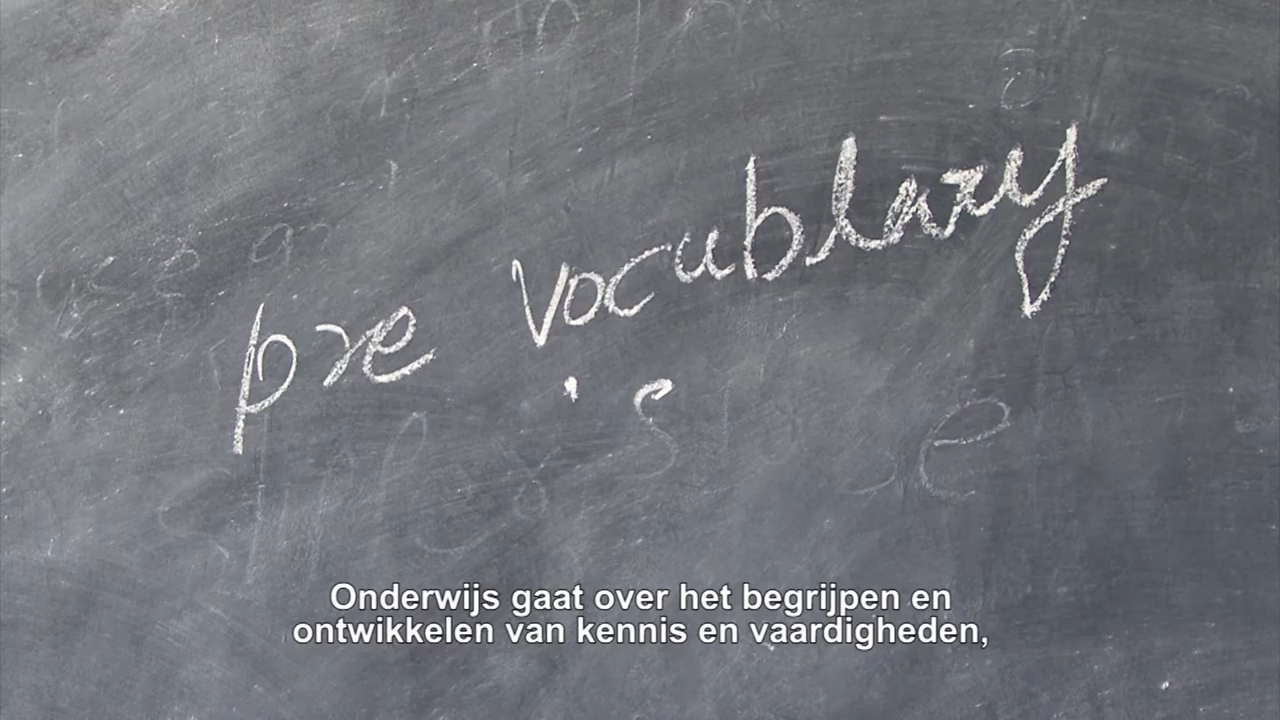 pre vocublary
Onderwijs gaat over het begrijpen en
ontwikkelen van kennis en vaardigheden,